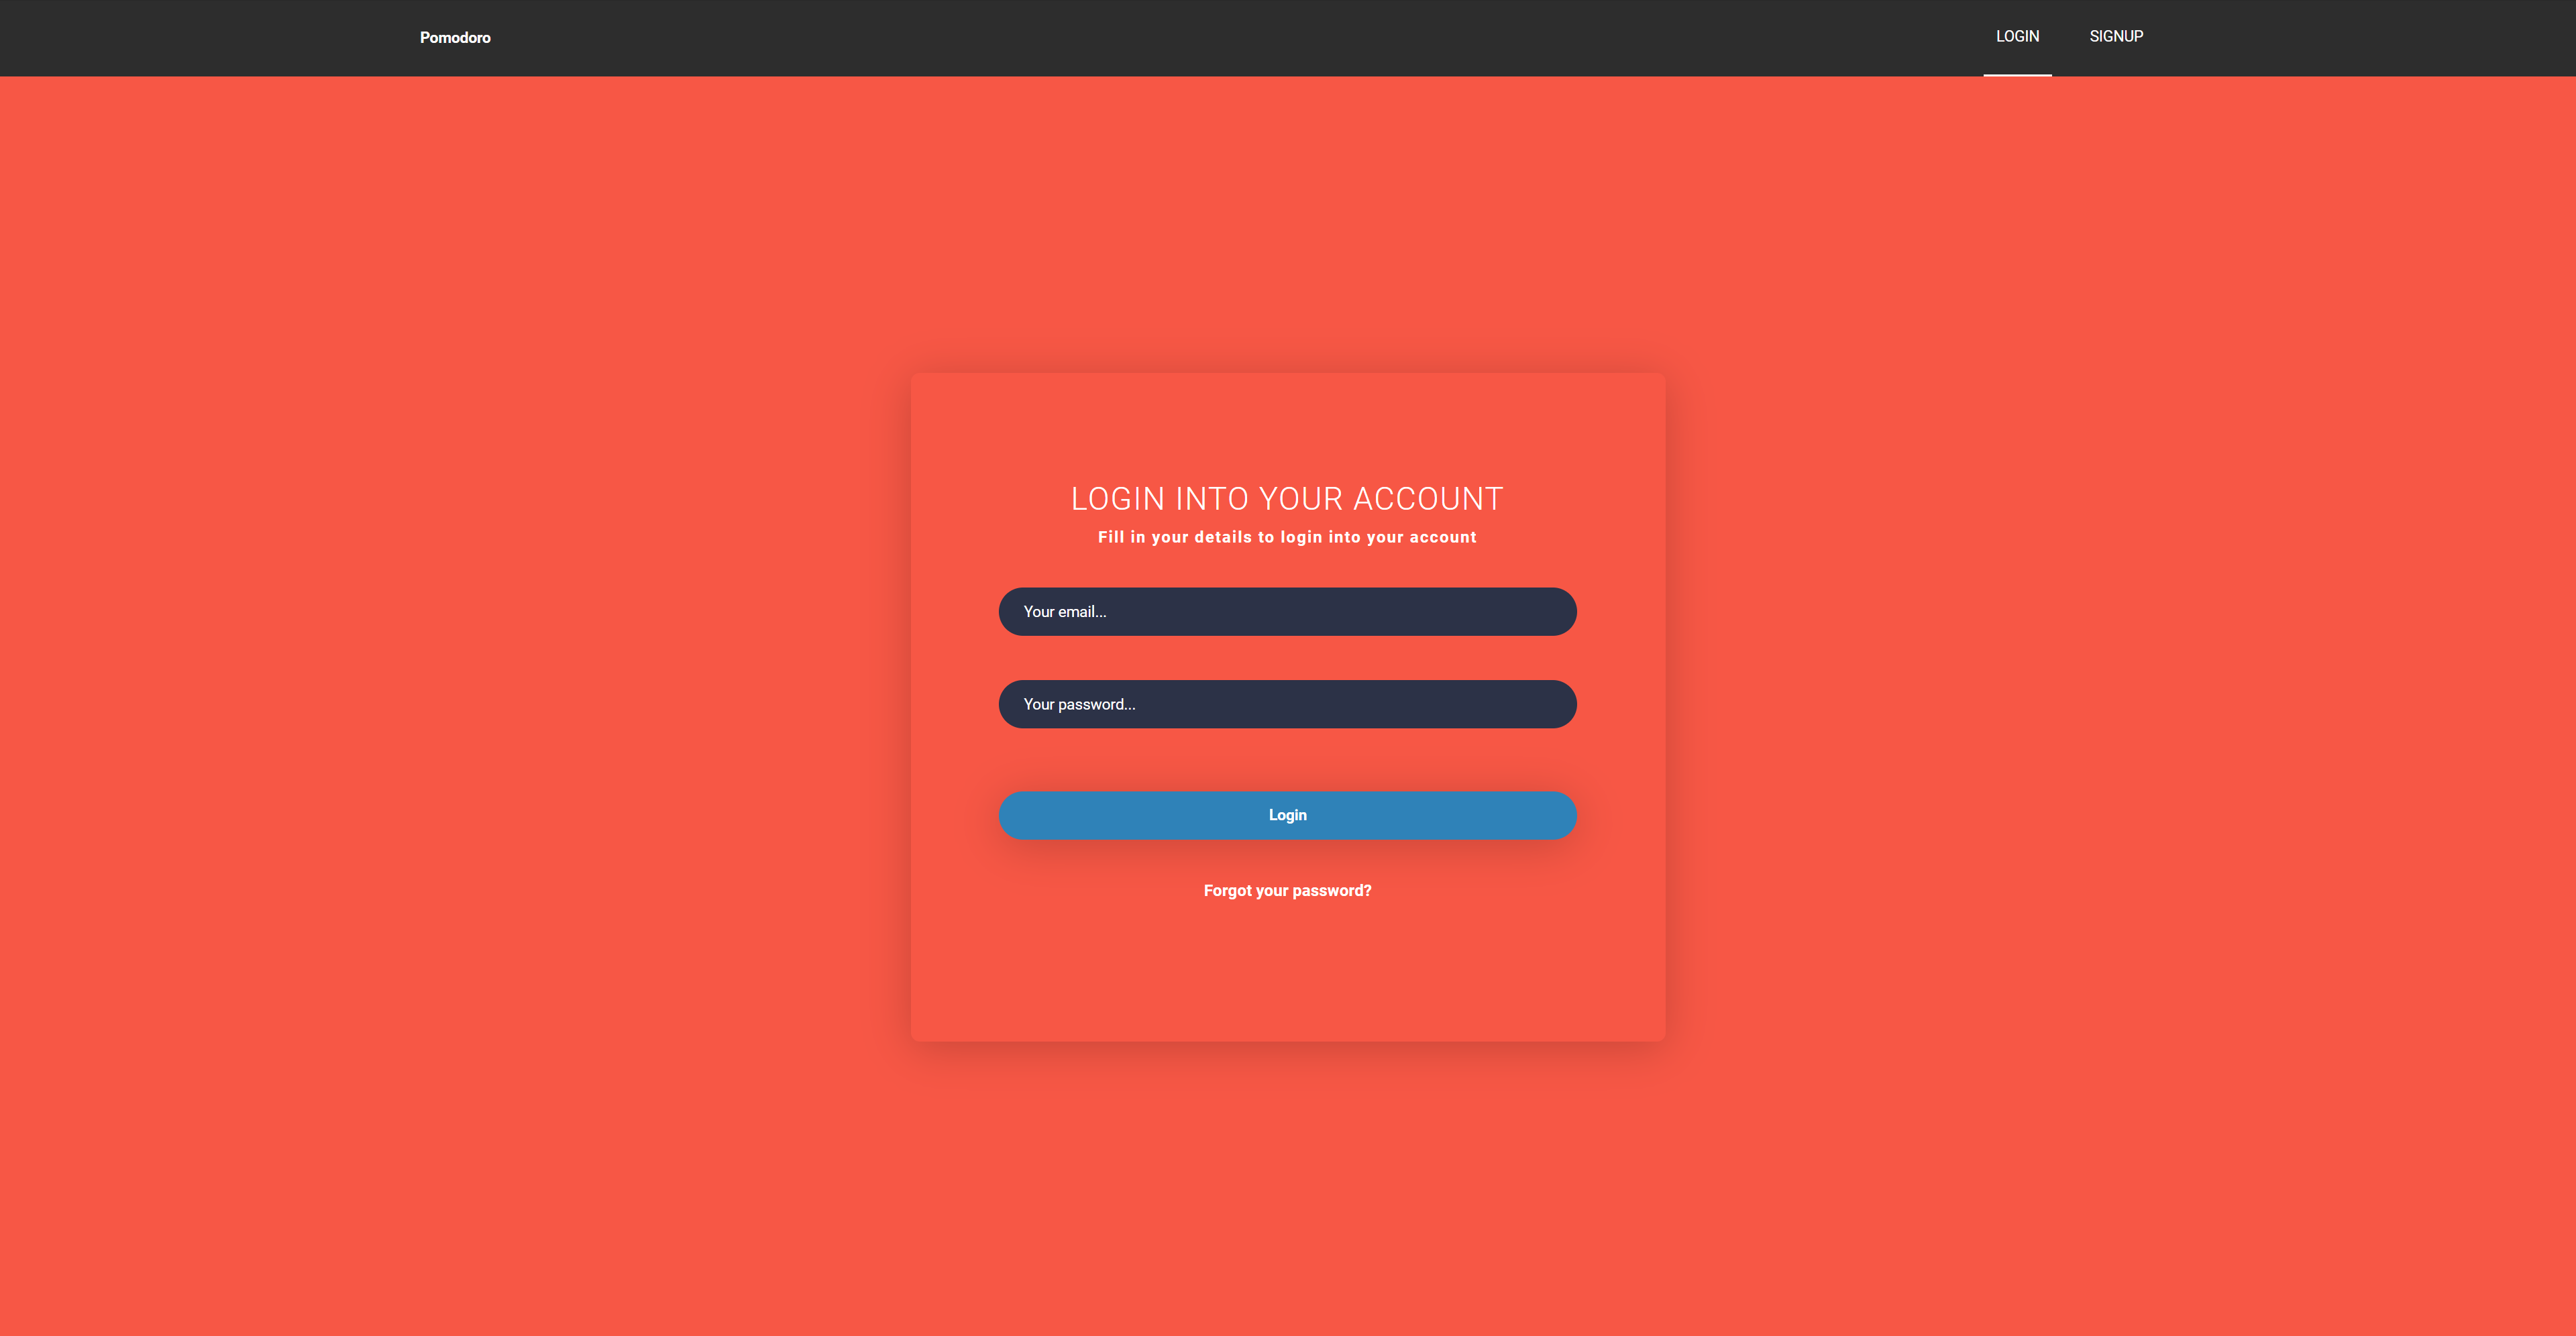 Pomodoro
LOGIN
SIGNUP
LOGIN INTO YOUR ACCOUNT
Fill in your details to login into your account
Your email...
Your password...
Login
Forgot your password?